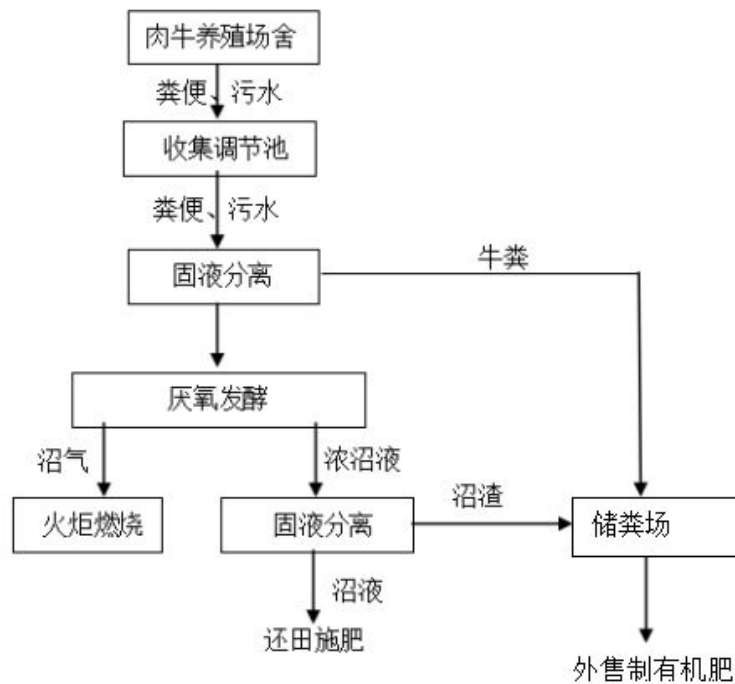 肉牛养殖场舍
粪便、污水
收集调节池
粪便、污水
固液分离
牛粪
厌氧发酵
沼气
浓沼液
火炬燃烧
固液分离
沼渣
储粪场
沼液
还田施肥
外售制有机肥